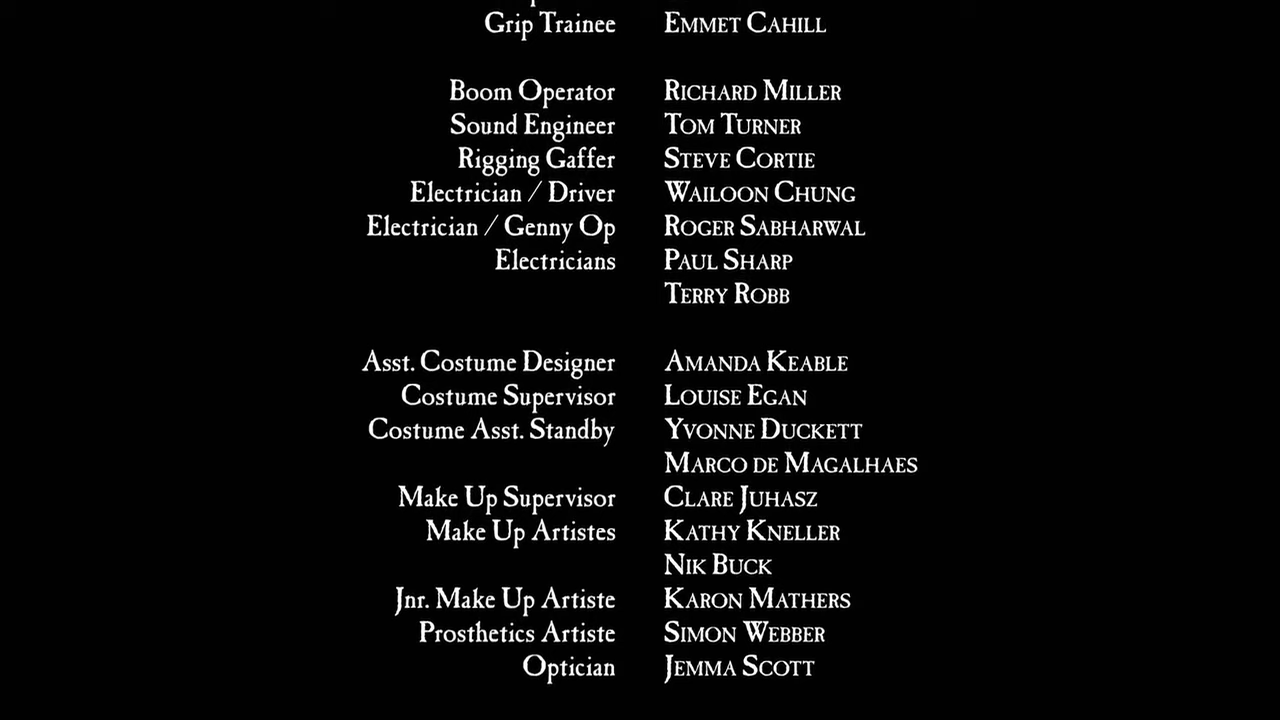 Grip Trainee EMMET CAHILL
Boom Operator RICHARD MILLER
Sound Engineer TOM TURNER
Rigging Gaffer STEVE CORTIE
Electrician / Driver WAILOON CHUNG
Electrician / Genny Op ROGER SABHARWAL
Electricians PAUL SHARP
TERRY ROBB
Asst. Costume Designer AMANDA KEABLE
Costume Supervisor LOUISE EGAN
Costume Asst. Standby YVONNE DUCKETT
MARCO DE MAGALHAES
Make Up Supervisor CLARE JUHASZ
Make Up Artistes KATHY KNELLER
NIK BUCK
Jnr. Make Up Artiste KARON MATHERS
Prosthetics Artiste SIMON WEBBER
Optician JEMMA SCOTT